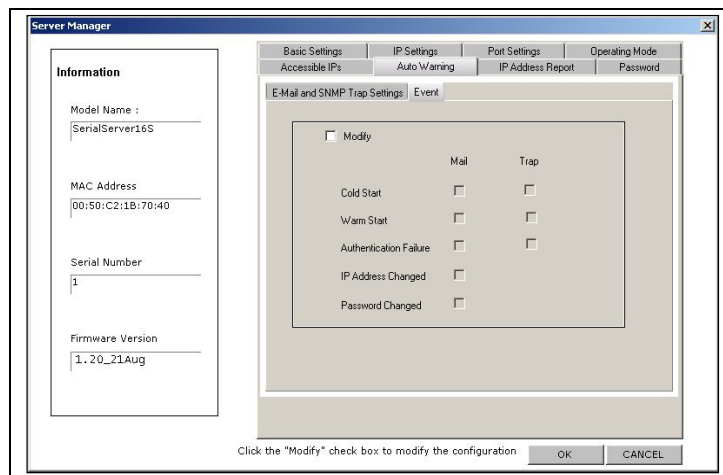 Server Manager
Information
Model Name :
SerialServer16S
MAC Address
00:50:C2:1B:70:40
Serial Number
1
Firmware Version
1.20_21Aug
Basic Settings IP Settings Port Settings Operating Mode
Accessible IPs Auto Warning IP Address Report Password
E-Mail and SNMP Trap Settings Event
Modify
Mail Trap
Cold Start
Warm Start
Authentication Failure
IP Address Changed
Password Changed
Click the "Modify" check box to modify the configuration OK CANCEL